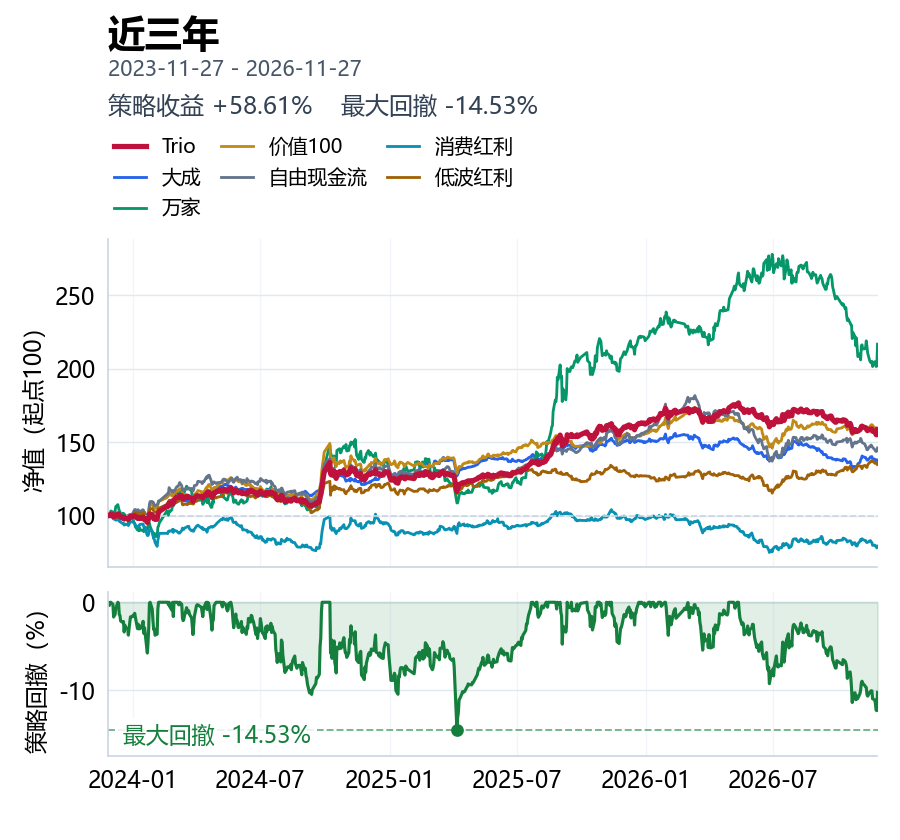 近三年
2023-11-27 - 2026-11-27
策略收益 +58.61% 最大回撤 -14.53%
Trio 价值100 消费红利
大成 自由现金流 低波红利
万家
净值（起点100）
250
200
150
100
策略回撤（%）
0
-10
最大回撤 -14.53%
2024-01 2024-07 2025-01 2025-07 2026-01 2026-07